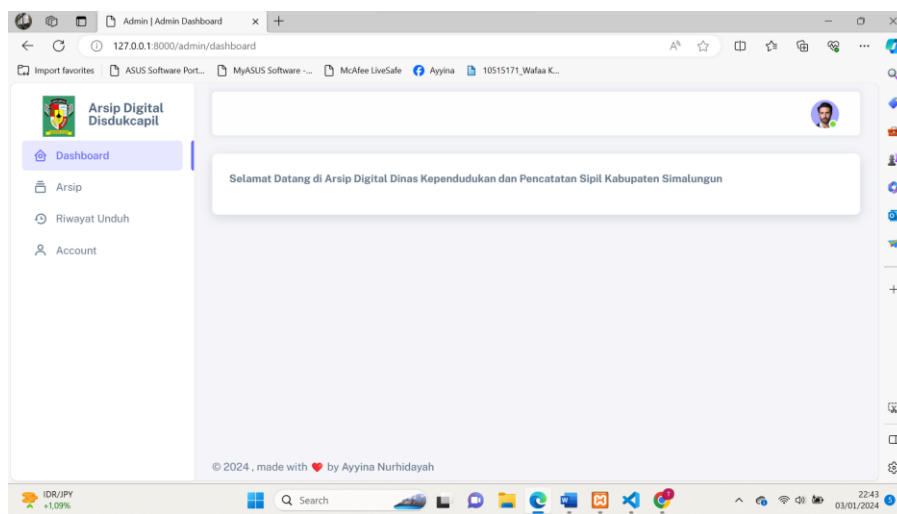 Admin | Admin Dashboard
127.0.0.1:8000/admin/dashboard
Import favorites
ASUS Software Port...
MyASUS Software -...
McAfee LiveSafe
Ayyina
10515171_Wafaa K...
Arsip Digital
Disdukcapil
Dashboard
Arsip
Riwayat Unduh
Account
Selamat Datang di Arsip Digital Dinas Kependudukan dan Pencatatan Sipil Kabupaten Simalungun
© 2024 , made with ❤️ by Ayyina Nurhidayah
IDR/JPY
+1,09%
Search
22:43
03/01/2024
5